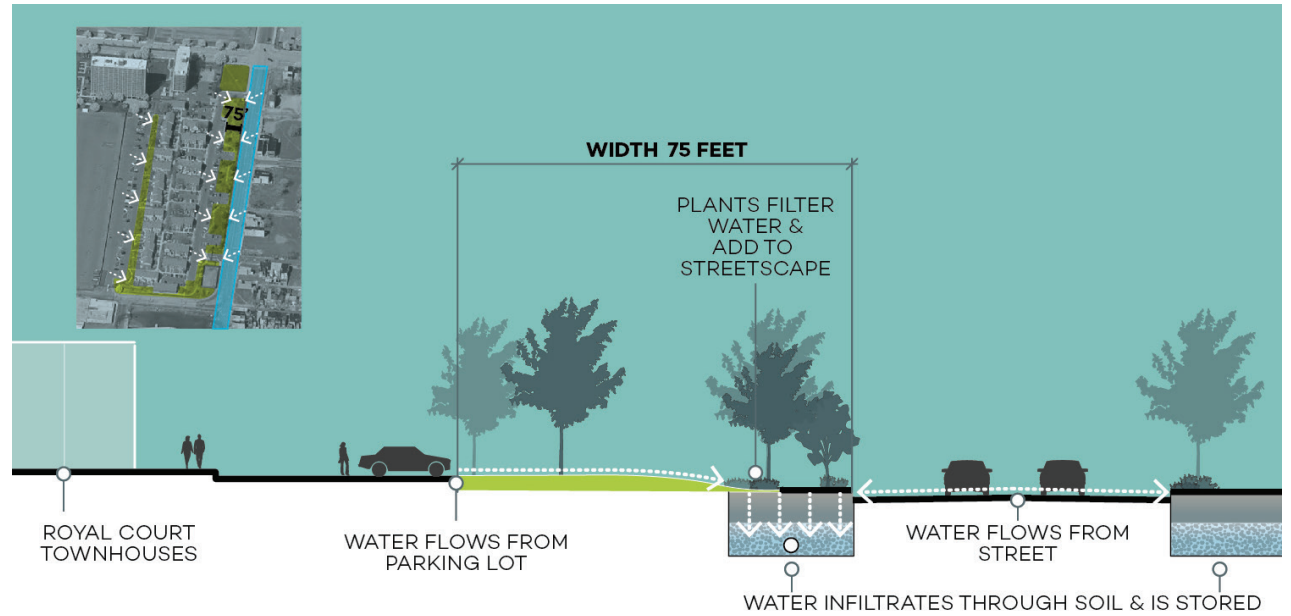 75'
WIDTH 75 FEET
PLANTS FILTER
WATER &
ADD TO
STREETSCAPE
ROYAL COURT
TOWNHOUSES
WATER FLOWS FROM
PARKING LOT
WATER FLOWS FROM
STREET
WATER INFILTRATES THROUGH SOIL & IS STORED